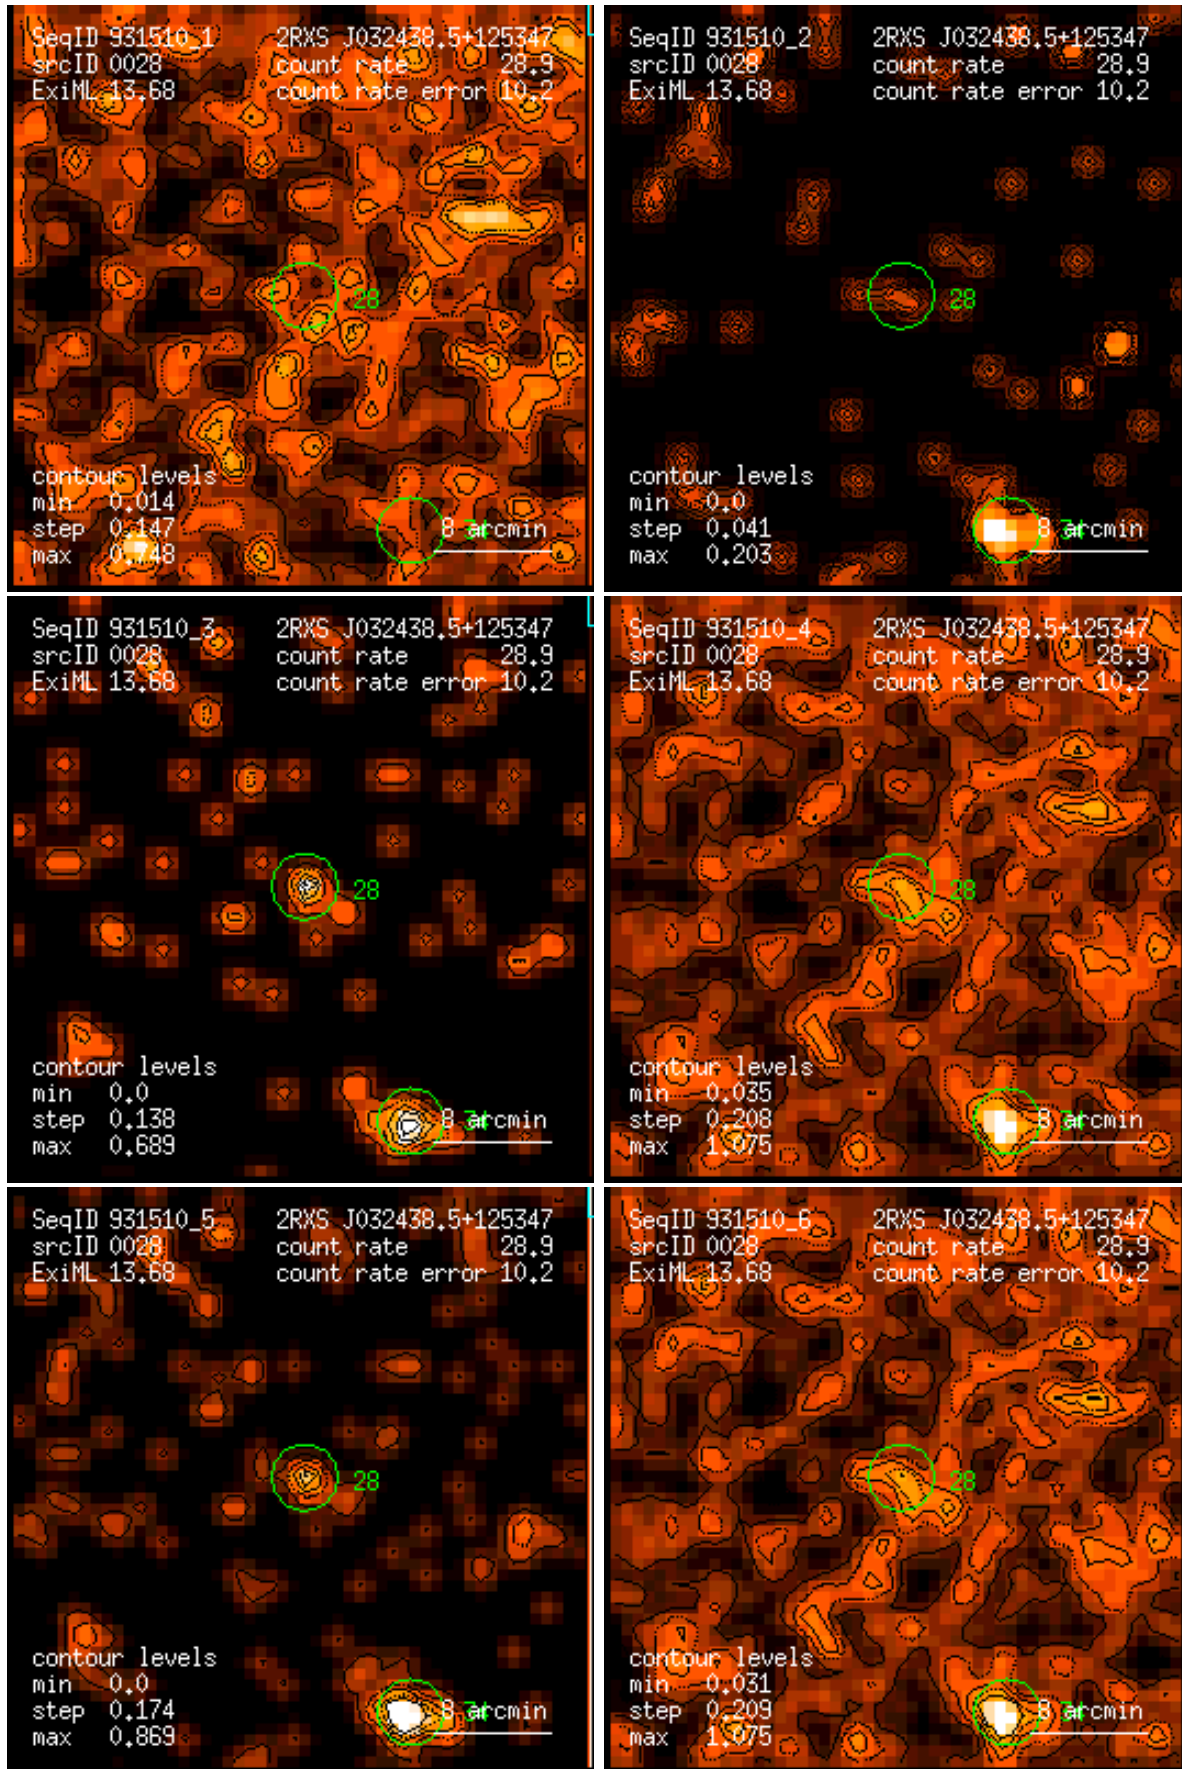 SeqID 931510_1 2RXS J032438.5+125347
srcID 0028 count rate 28.9
ExiML 13.68 count rate error 10.2
28
contour levels
min 0.014
step 0.147
max 0.748
8 arcmin
SeqID 931510_2 2RXS J032438.5+125347
srcID 0028 count rate 28.9
ExiML 13.68 count rate error 10.2
28
contour levels
min 0.0
step 0.041
max 0.203
8 arcmin
SeqID 931510_3 2RXS J032438.5+125347
srcID 0028 count rate 28.9
ExiML 13.68 count rate error 10.2
28
contour levels
min 0.0
step 0.138
max 0.689
8 arcmin
SeqID 931510_4 2RXS J032438.5+125347
srcID 0028 count rate 28.9
ExiML 13.68 count rate error 10.2
28
contour levels
min 0.035
step 0.208
max 1.075
8 arcmin
SeqID 931510_5 2RXS J032438.5+125347
srcID 0028 count rate 28.9
ExiML 13.68 count rate error 10.2
28
contour levels
min 0.0
step 0.174
max 0.869
8 arcmin
SeqID 931510_6 2RXS J032438.5+125347
srcID 0028 count rate 28.9
ExiML 13.68 count rate error 10.2
28
contour levels
min 0.031
step 0.209
max 1.075
8 arcmin